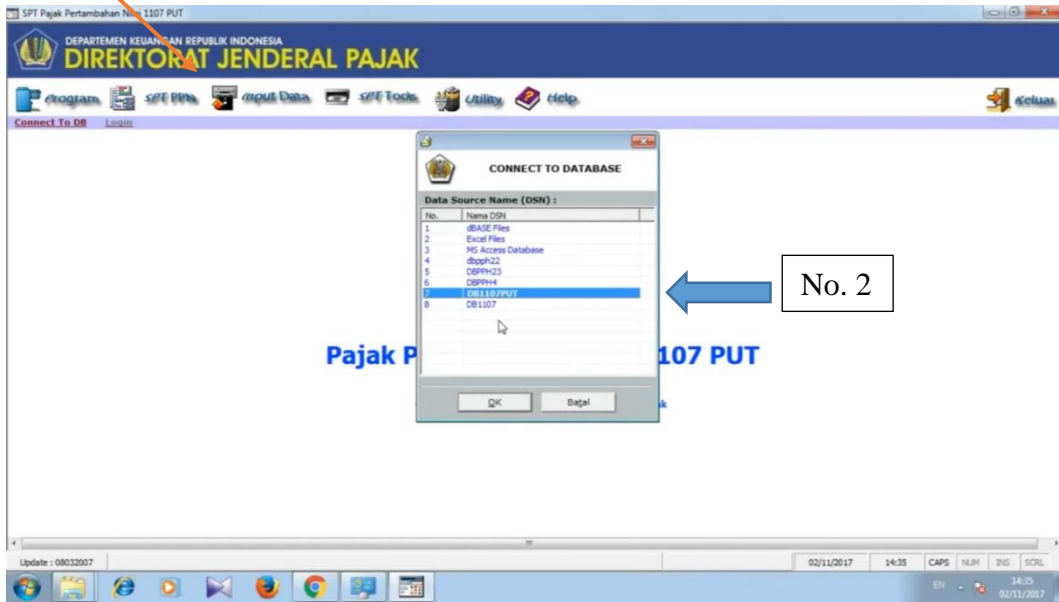 SPT Pajak Pertambahan Nilai 1107 PUT
DEPARTEMEN KEUANGAN REPUBLIK INDONESIA
DIREKTORAT JENDERAL PAJAK
Program SPT PPN Input Data SPT Tools Utility Help Keluar
Connect To DB Login
CONNECT TO DATABASE
Data Source Name (DSN) :
No. Nama DSN
1 dBASE Files
2 Excel Files
3 MS Access Database
4 dbpph22
5 DBPPH23
6 DBPPH4
7 DB1107PUT
8 DB1107
No. 2
Pajak P 107 PUT
OK Batal
Update : 08032007 02/11/2017 14:35 CAPS NUM INS SCRL
EN 14:35
02/11/2017